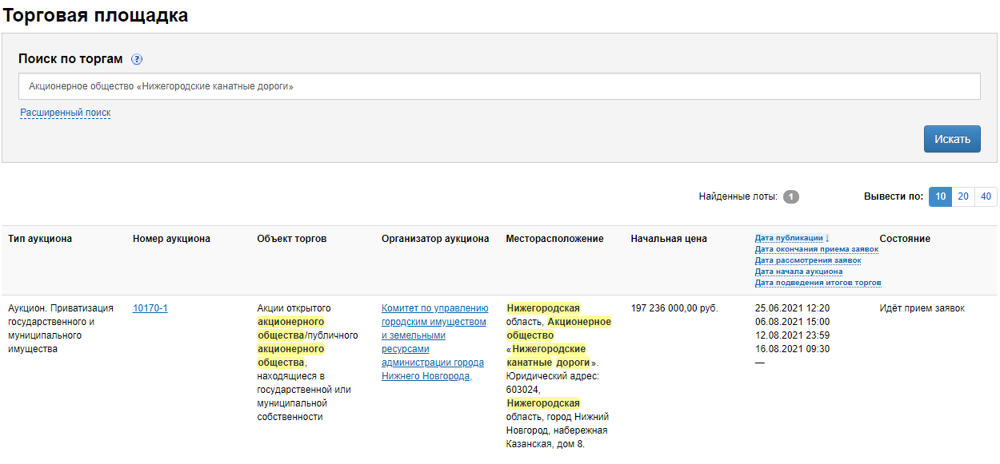 Торговая площадка
Поиск по торгам ?
Акционерное общество «Нижегородские канатные дороги»
Расширенный поиск
Искать
Найденные лоты: 1
Вывести по: 10 20 40
Тип аукциона
Номер аукциона
Объект торгов
Организатор аукциона
Месторасположение
Начальная цена
Дата публикации ↓
Дата окончания приема заявок
Дата рассмотрения заявок
Дата начала аукциона
Дата подведения итогов торгов
Состояние
Аукцион. Приватизация
государственного и
муниципального
имущества
10170-1
Акции открытого
акционерного
общества/публичного
акционерного
общества,
находящиеся в
государственной или
муниципальной
собственности
Комитет по управлению
городским имуществом
и земельными
ресурсами
администрации города
Нижнего Новгорода,
Нижегородская
область, Акционерное
общество
«Нижегородские
канатные дороги».
Юридический адрес:
603024,
Нижегородская
область, город Нижний
Новгород, набережная
Казанская, дом 8.
197 236 000,00 руб.
25.06.2021 12:20
06.08.2021 15:00
12.08.2021 23:59
16.08.2021 09:30
—
Идёт прием заявок